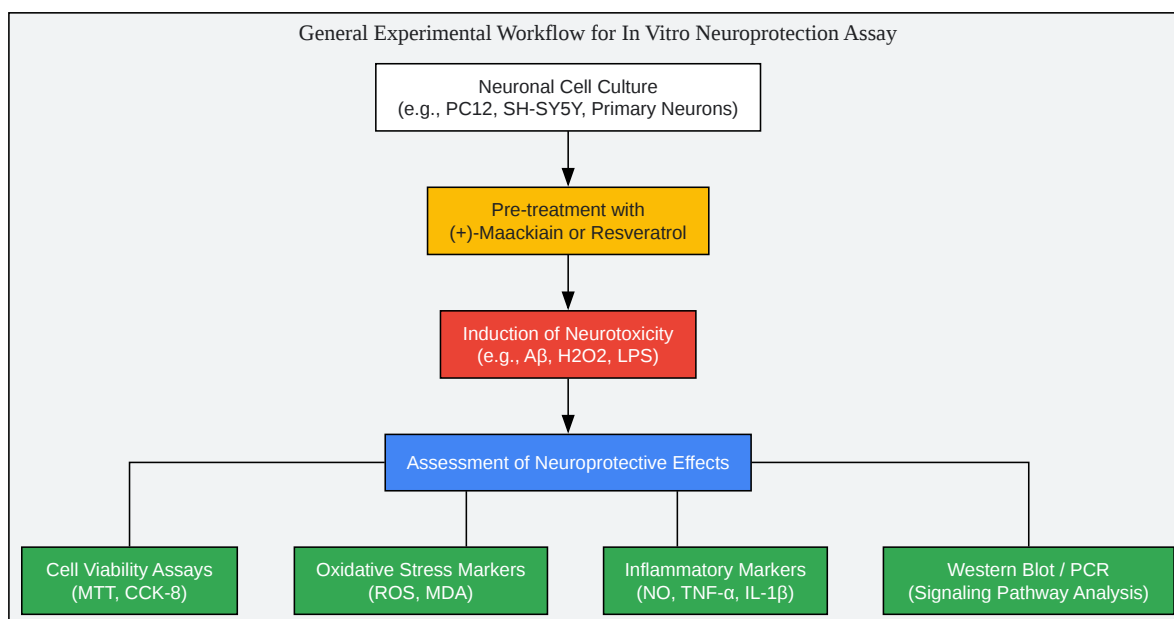 General Experimental Workflow for In Vitro Neuroprotection Assay
Neuronal Cell Culture
(e.g., PC12, SH-SY5Y, Primary Neurons)
Pre-treatment with
(+)-Maackiain or Resveratrol
Induction of Neurotoxicity
(e.g., Aβ, H2O2, LPS)
Assessment of Neuroprotective Effects
Cell Viability Assays
(MTT, CCK-8)
Oxidative Stress Markers
(ROS, MDA)
Inflammatory Markers
(NO, TNF-α, IL-1β)
Western Blot / PCR
(Signaling Pathway Analysis)